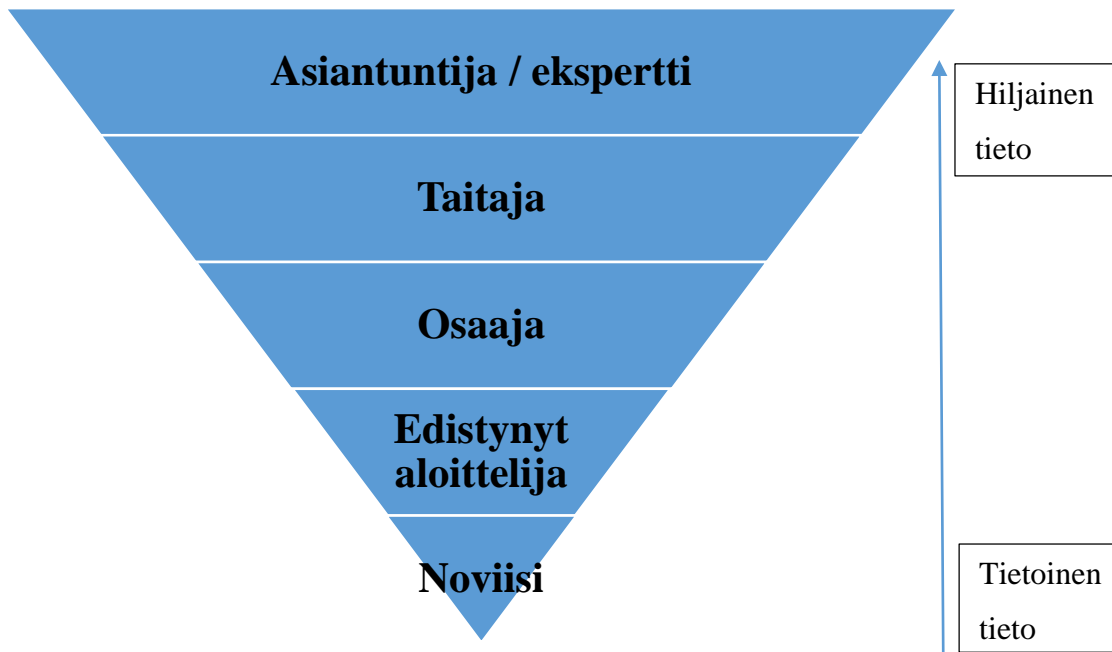 Asiantuntija / ekspertti
Hiljainen
tieto
Taitaja
Osaaja
Edistynyt
aloittelija
Noviisi
Tietoinen
tieto